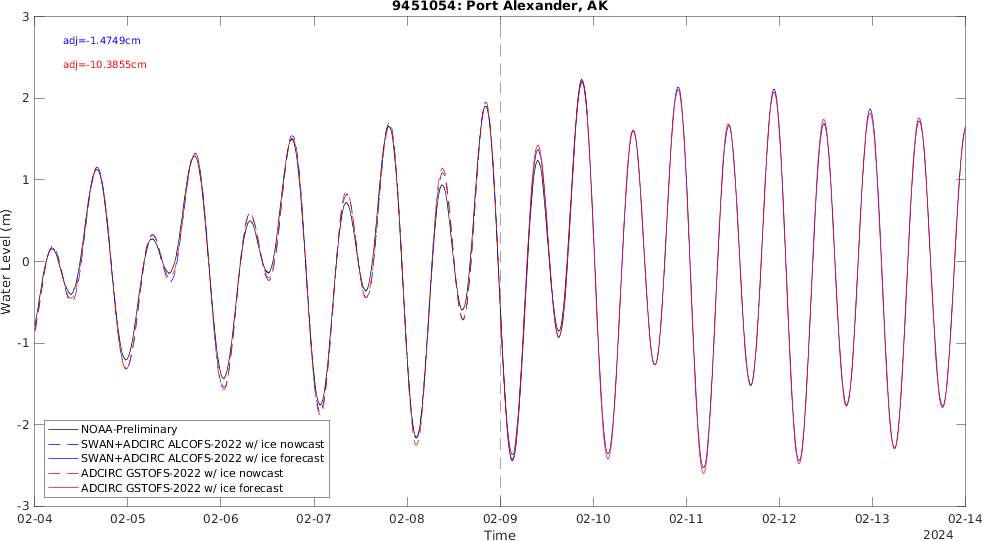 9451054: Port Alexander, AK
adj=-1.4749cm
adj=-10.3855cm
Water Level (m)
3
2
1
0
-1
-2
-3
NOAA-Preliminary
SWAN+ADCIRC ALCOFS-2022 w/ ice nowcast
SWAN+ADCIRC ALCOFS-2022 w/ ice forecast
ADCIRC GSTOFS-2022 w/ ice nowcast
ADCIRC GSTOFS-2022 w/ ice forecast
02-04 02-05 02-06 02-07 02-08 02-09 02-10 02-11 02-12 02-13 02-14
Time
2024